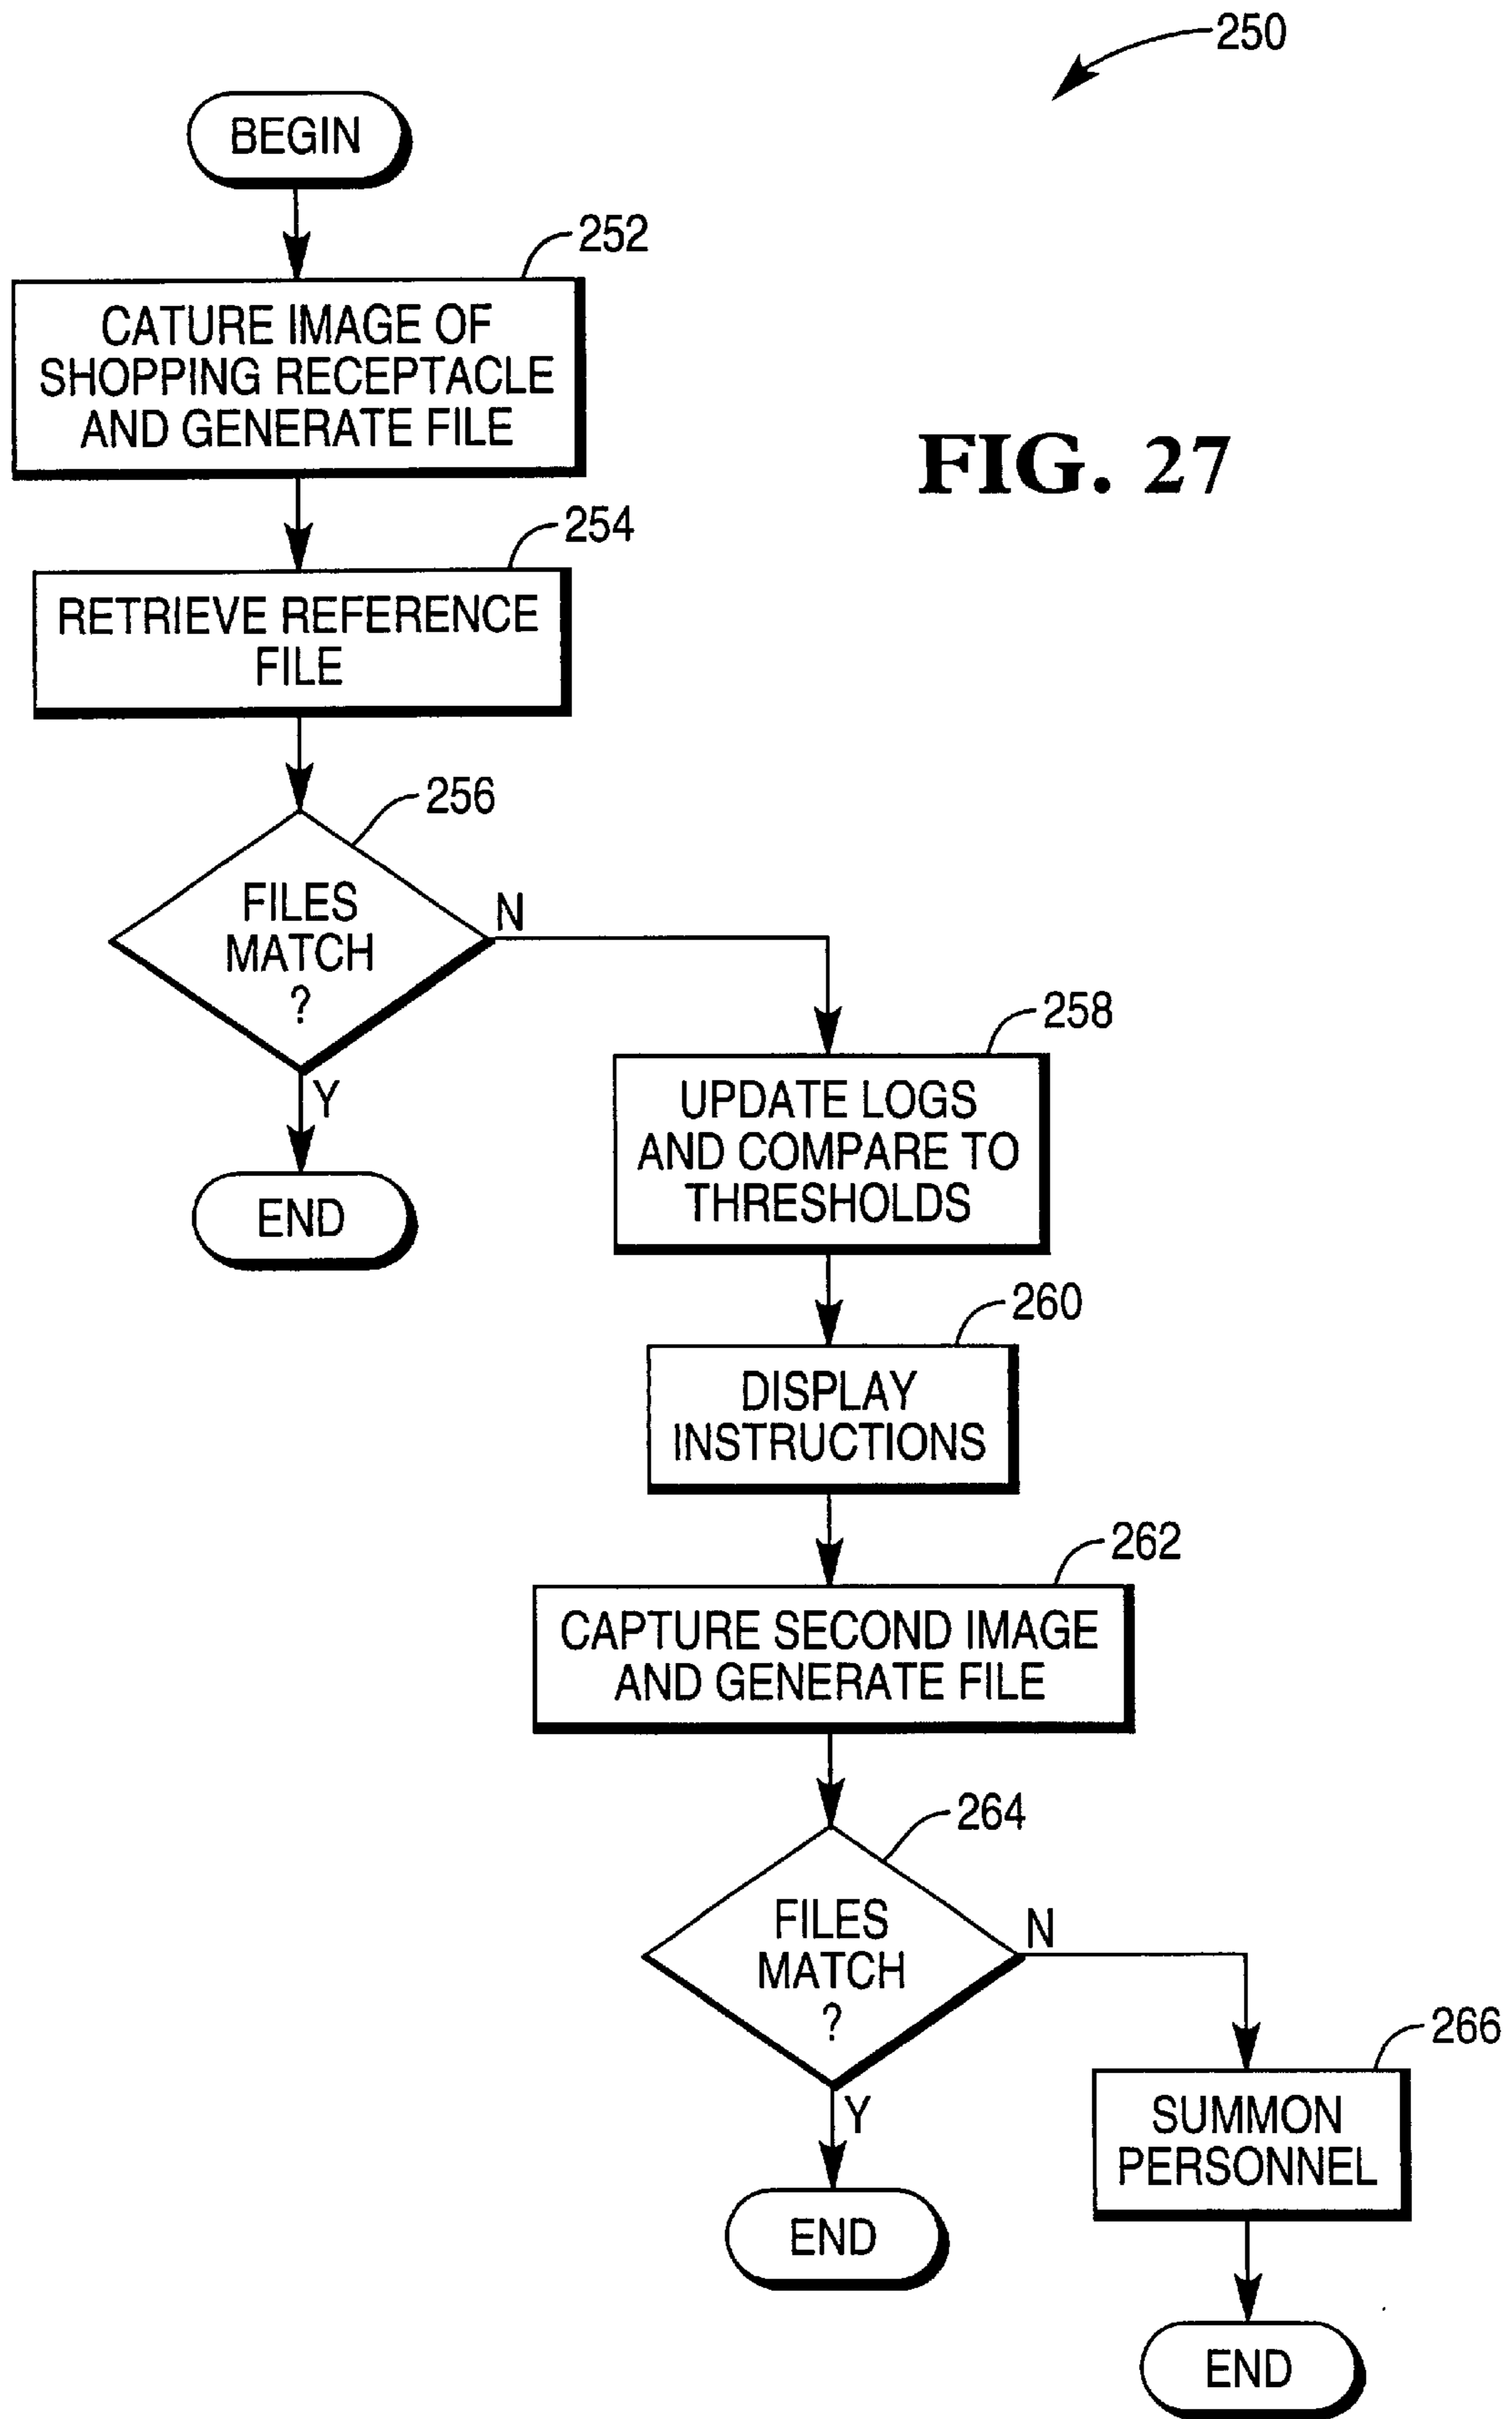 250
BEGIN
252
CATURE IMAGE OF
SHOPPING RECEPTACLE
AND GENERATE FILE
FIG. 27
254
RETRIEVE REFERENCE
FILE
256
FILES
MATCH
?
N
Y
258
UPDATE LOGS
AND COMPARE TO
THRESHOLDS
END
260
DISPLAY
INSTRUCTIONS
262
CAPTURE SECOND IMAGE
AND GENERATE FILE
264
FILES
MATCH
?
N
Y
266
SUMMON
PERSONNEL
END
END